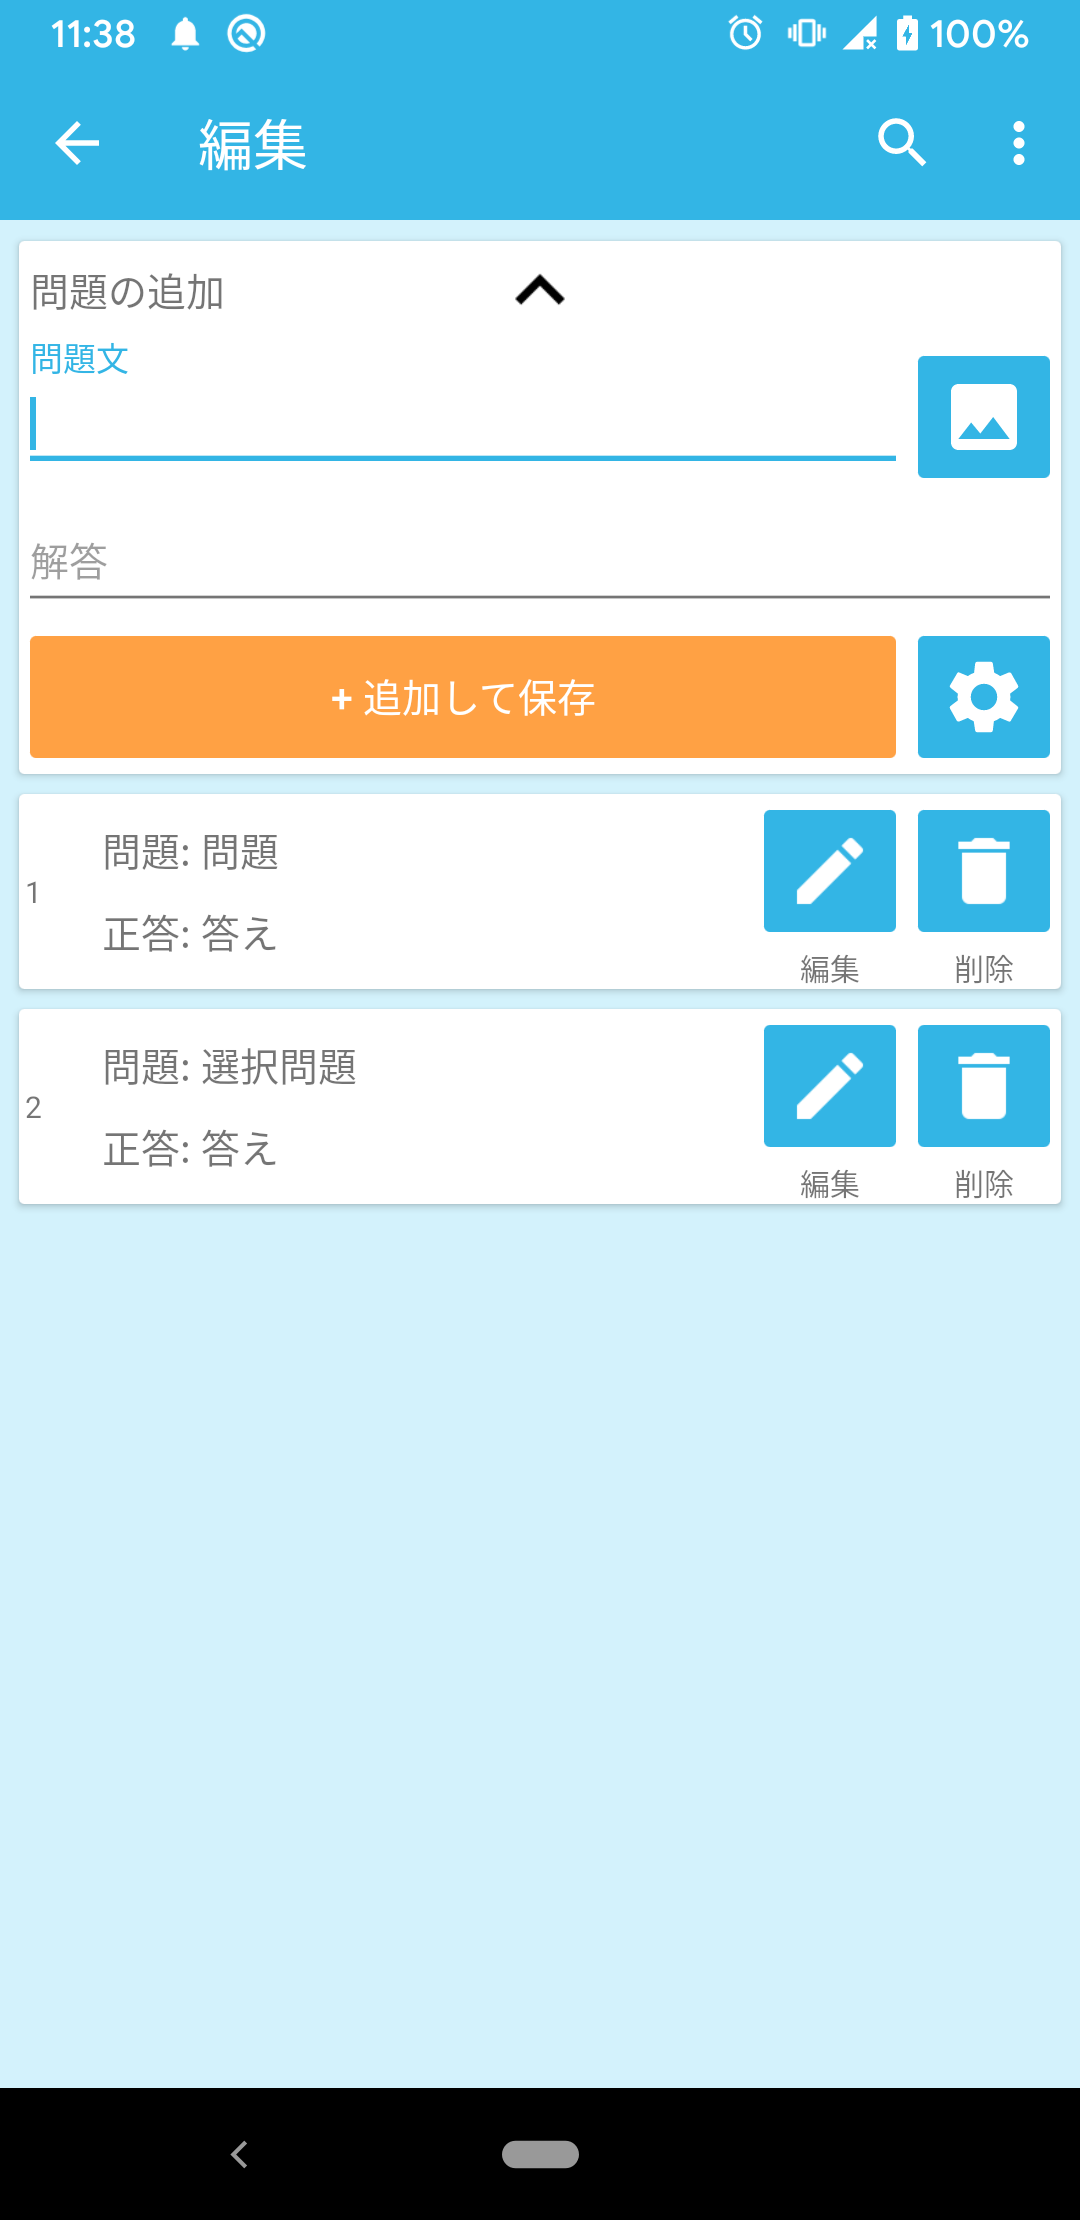 11:38 100%
編集
問題の追加
問題文
解答
+ 追加して保存
1
問題: 問題
正答: 答え
編集 削除
2
問題: 選択問題
正答: 答え
編集 削除